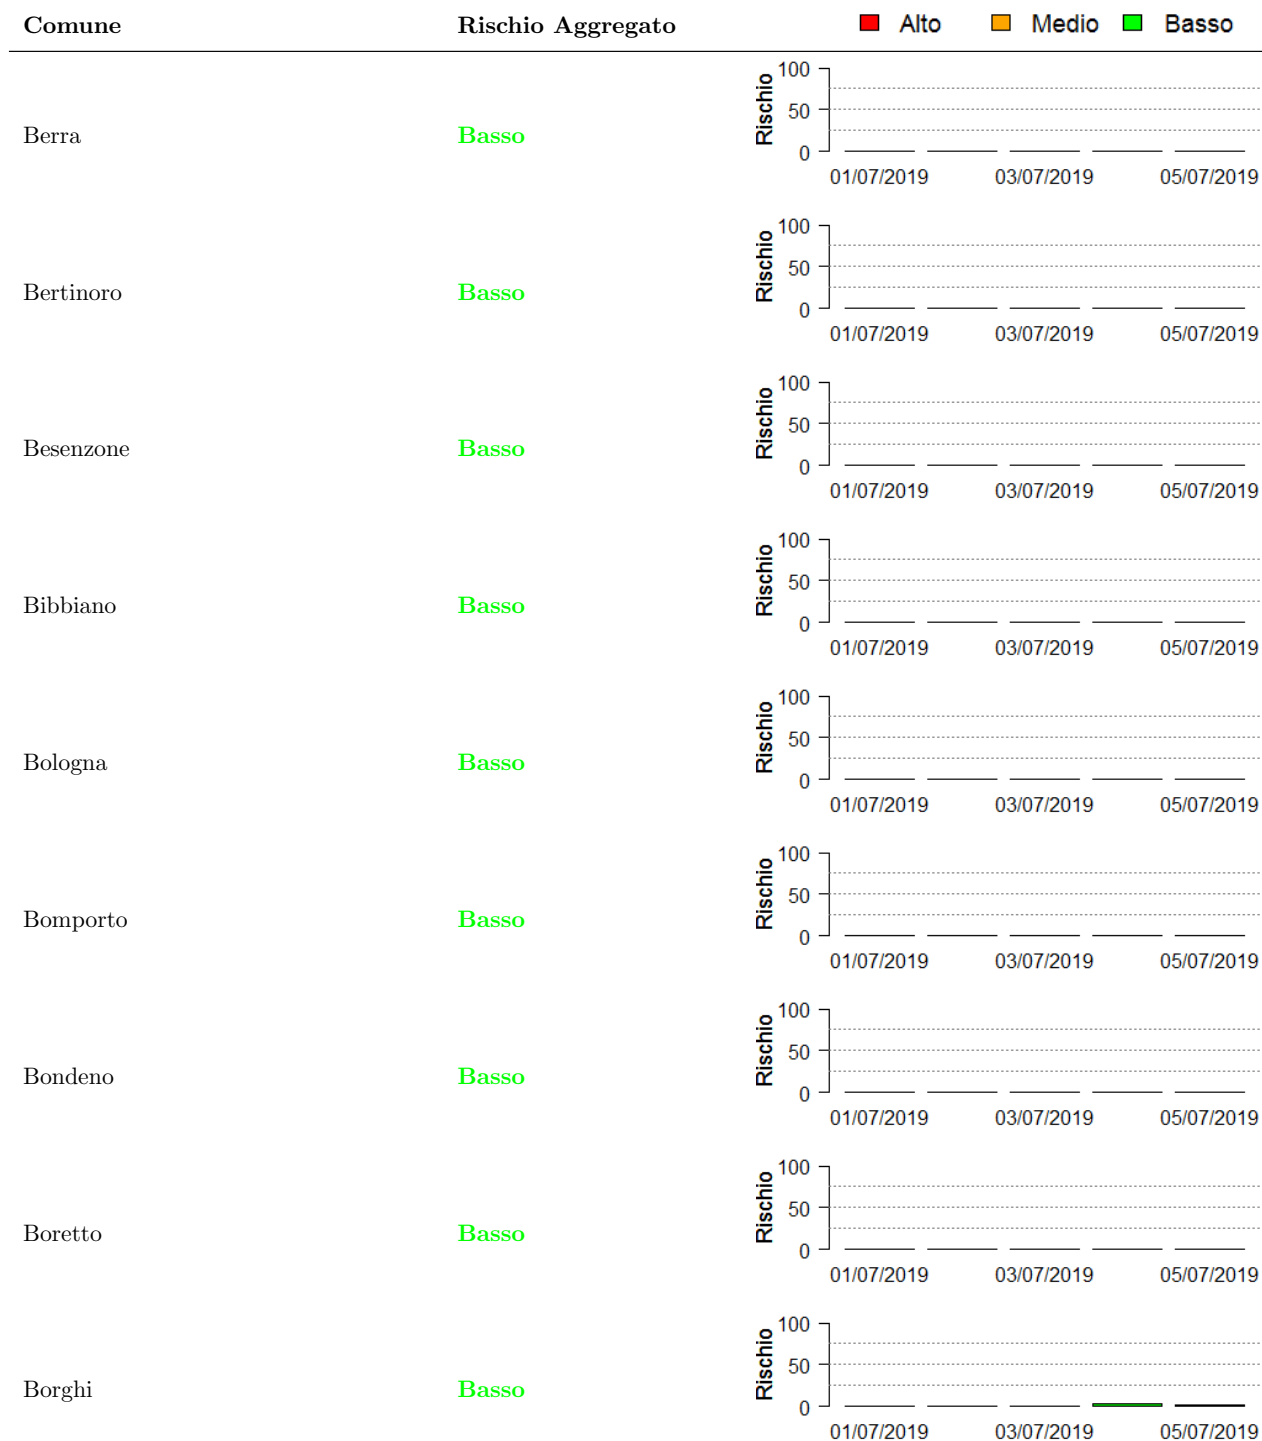 Comune Rischio Aggregato Alto Medio Basso
100
50
0
Rischio
Berra Basso
01/07/2019 03/07/2019 05/07/2019
100
50
0
Rischio
Bertinoro Basso
01/07/2019 03/07/2019 05/07/2019
100
50
0
Rischio
Besenzone Basso
01/07/2019 03/07/2019 05/07/2019
100
50
0
Rischio
Bibbiano Basso
01/07/2019 03/07/2019 05/07/2019
100
50
0
Rischio
Bologna Basso
01/07/2019 03/07/2019 05/07/2019
100
50
0
Rischio
Bomporto Basso
01/07/2019 03/07/2019 05/07/2019
100
50
0
Rischio
Bondeno Basso
01/07/2019 03/07/2019 05/07/2019
100
50
0
Rischio
Boretto Basso
01/07/2019 03/07/2019 05/07/2019
100
50
0
Rischio
Borghi Basso
01/07/2019 03/07/2019 05/07/2019